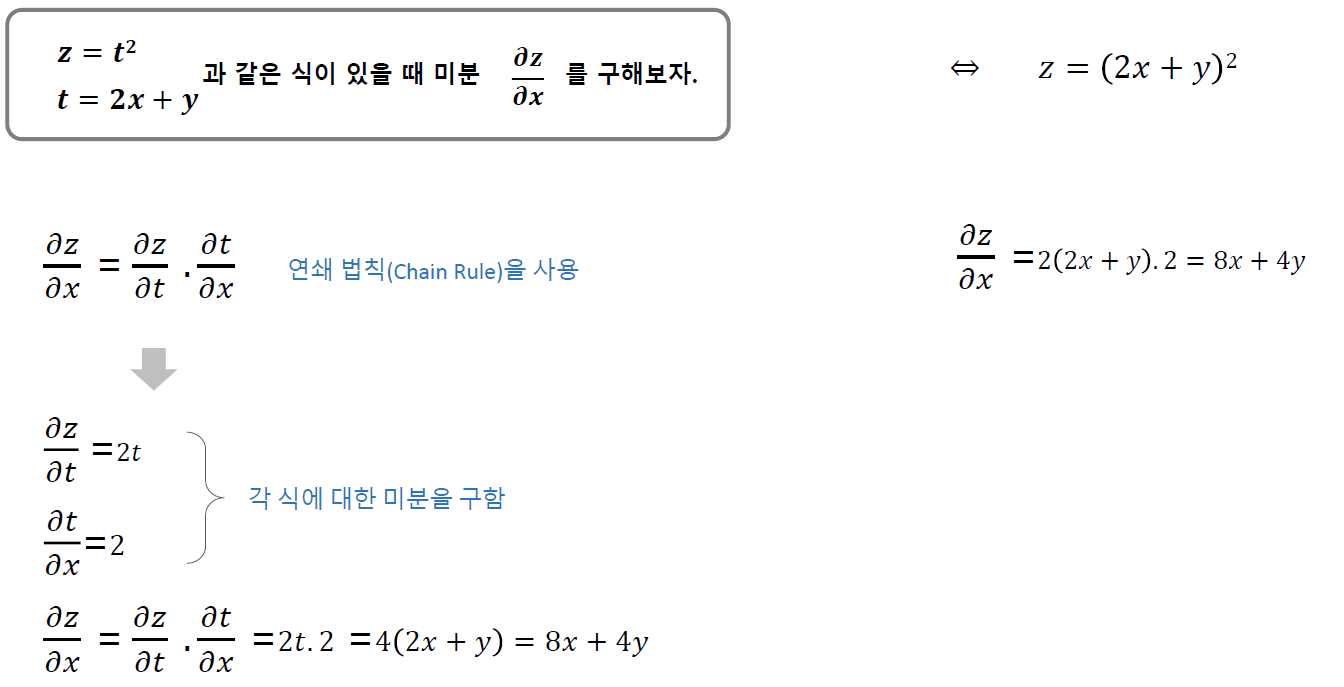 z = t²
t = 2x + y
과 같은 식이 있을 때 미분 ∂z/∂x 를 구해보자.
⇔ z = (2x + y)²
∂z/∂x = ∂z/∂t . ∂t/∂x 연쇄 법칙(Chain Rule)을 사용
∂z/∂x = 2(2x + y). 2 = 8x + 4y
∂z/∂t = 2t
각 식에 대한 미분을 구함
∂t/∂x = 2
∂z/∂x = ∂z/∂t . ∂t/∂x = 2t. 2 = 4(2x + y) = 8x + 4y